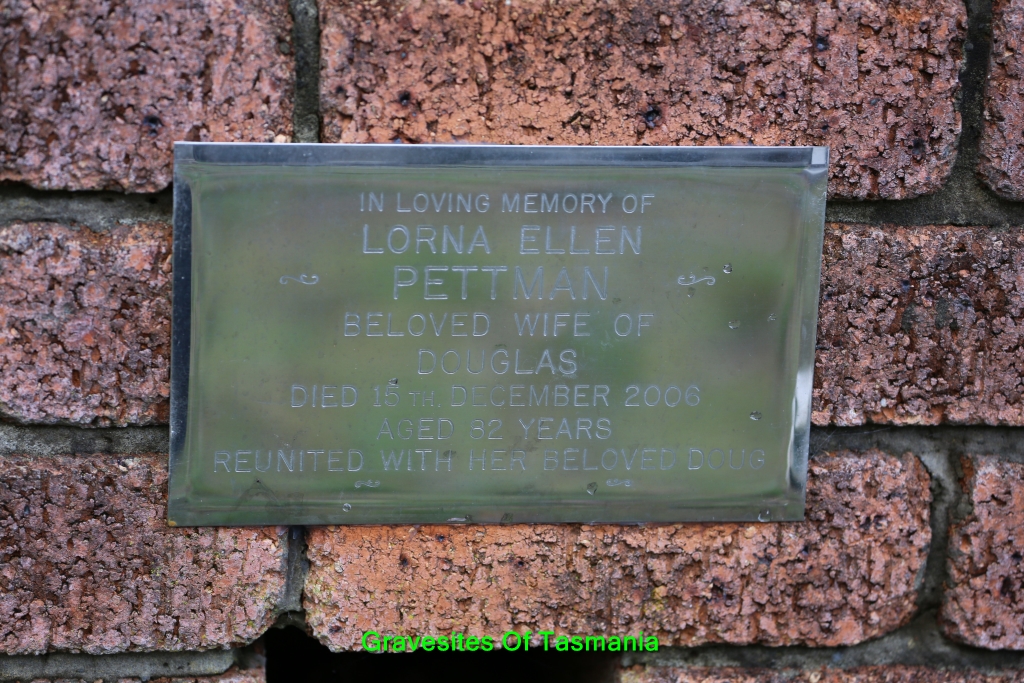 IN LOVING MEMORY OF
LORNA ELLEN
PETTMAN
BELOVED WIFE OF
DOUGLAS
DIED 15TH. DECEMBER 2006
AGED 82 YEARS
REUNITED WITH HER BELOVED DOUG
Gravesites Of Tasmania